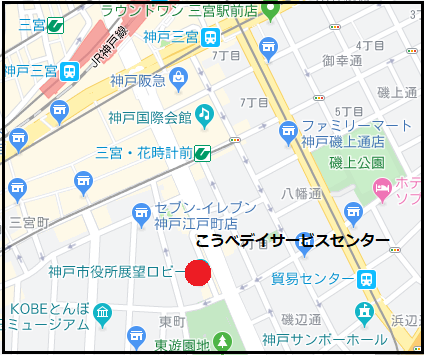 ラウンドワン 三宮駅前店
三宮
神戸三宮
4丁目
JR神戸線
7丁目
御幸通
神戸三宮
神戸阪急
磯上通
7丁目
5丁目
神戸国際会館
ファミリーマート
神戸磯上通店
三宮・花時計前
磯上公園
八幡通
ホテ
ソフ
セブン-イレブン
神戸江戸町店
三宮町
こうべデイサービスセンター
神戸市役所展望ロビー
貿易センター
KOBEとんぼ
ミュージアム
東町
磯辺通
浜辺
神戸サンボーホール
東遊園地